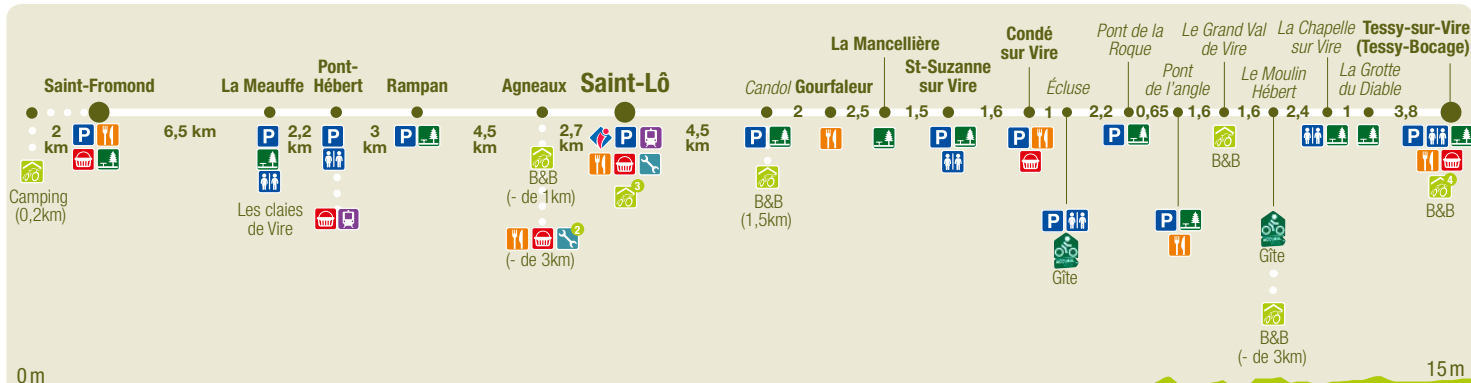 Saint-Fromond
La Meauffe
Pont-
Hébert
Rampan
Agneaux
Saint-Lô
Candol
Gourfaleur
La Mancellière
St-Suzanne
sur Vire
Condé
sur Vire
Écluse
Pont de la
Roque
Pont
de l'angle
Le Grand Val
de Vire
Le Moulin
Hébert
La Chapelle
sur Vire
La Grotte
du Diable
Tessy-sur-Vire
(Tessy-Bocage)
2
km
6,5 km
2,2
km
3
km
4,5
km
2,7
km
4,5
km
2
2,5
1,5
1,6
1
2,2
0,65
1,6
1,6
2,4
1
3,8
P
P
P
P
P
P
P
P
P
P
P
Camping
(0,2km)
Les claies
de Vire
B&B
(- de 1km)
2
(- de 3km)
3
B&B
(1,5km)
P
Gîte
B&B
Gîte
B&B
(- de 3km)
4
B&B
0 m
15 m